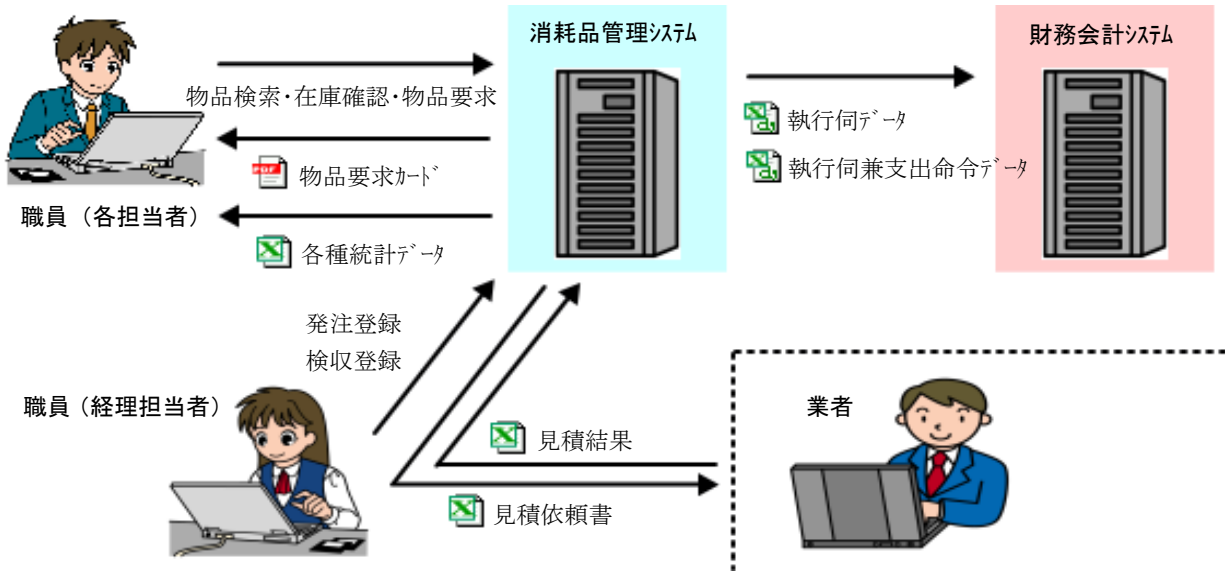 消耗品管理ｼｽﾃﾑ
財務会計ｼｽﾃﾑ
物品検索・在庫確認・物品要求
執行伺ﾃﾞｰﾀ
物品要求ｶｰﾄﾞ
執行伺兼支出命令ﾃﾞｰﾀ
職員（各担当者）
各種統計ﾃﾞｰﾀ
発注登録
検収登録
職員（経理担当者）
業者
見積結果
見積依頼書